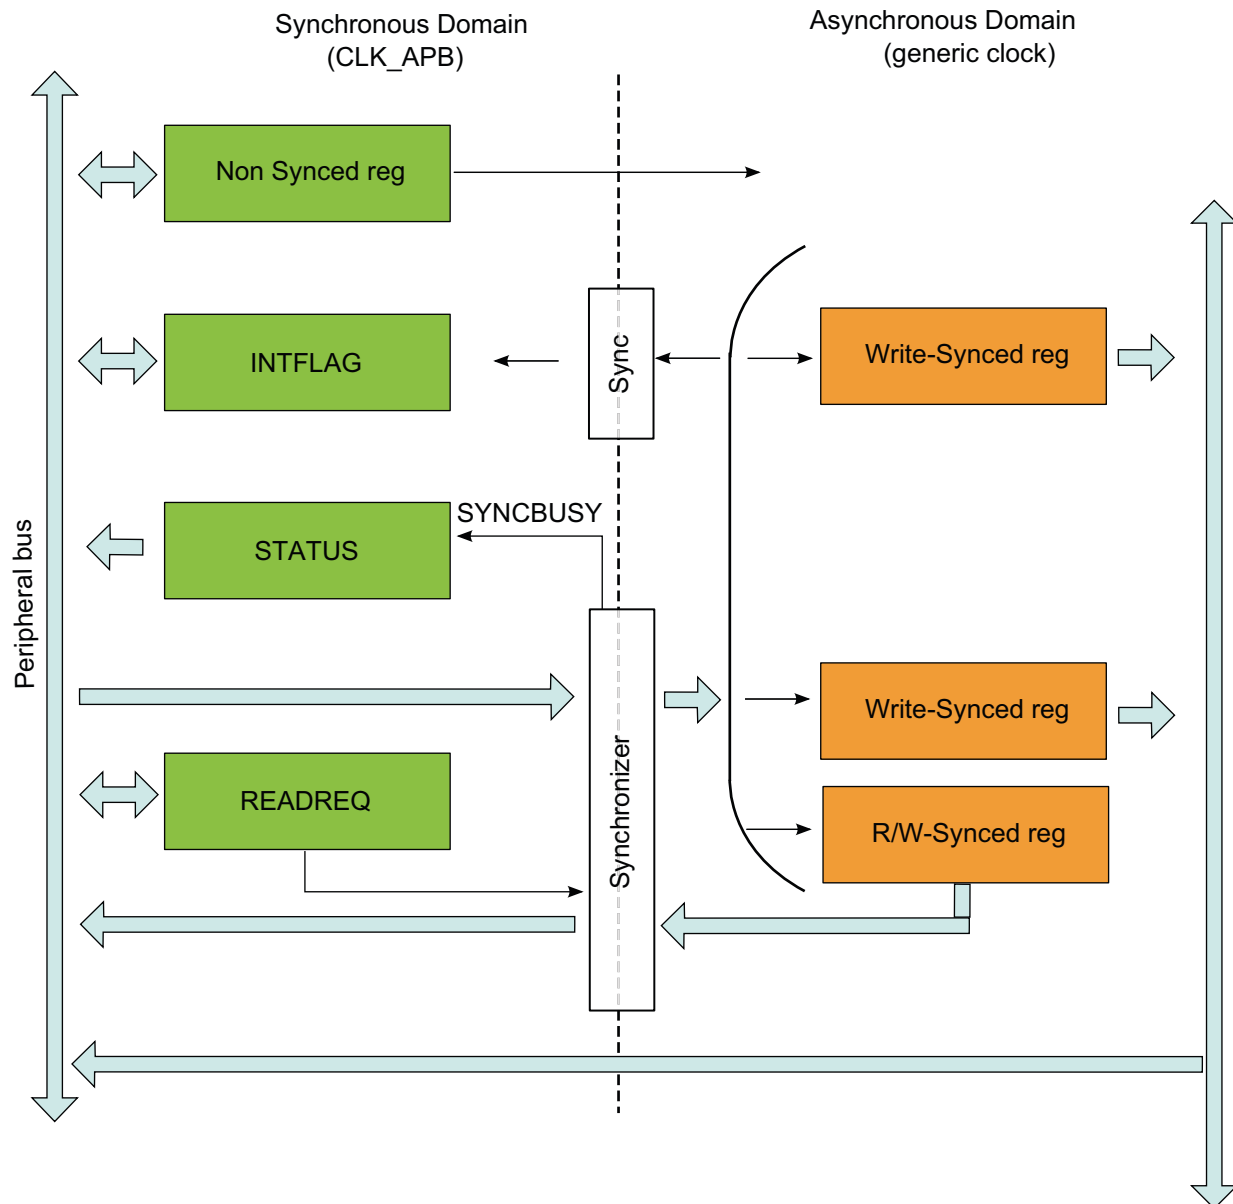 Synchronous Domain
(CLK_APB)
Asynchronous Domain
(generic clock)
Non Synced reg
INTFLAG
Sync
Write-Synced reg
SYNCBUSY
STATUS
Peripheral bus
Write-Synced reg
Synchronizer
READREQ
R/W-Synced reg